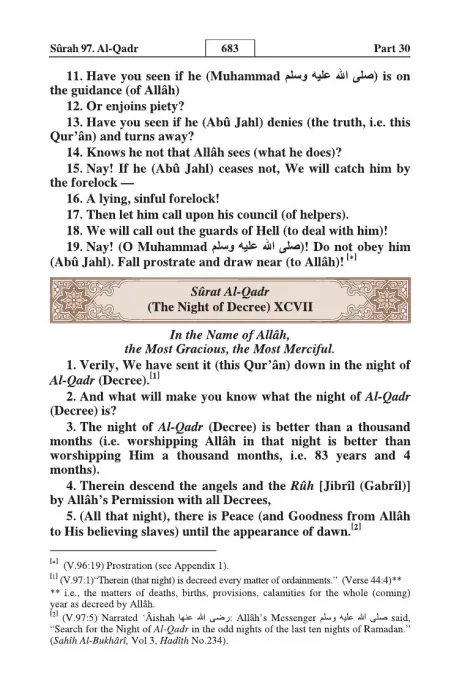 Sûrah 97. Al-Qadr 683 Part 30
11. Have you seen if he (Muhammad صلى الله عليه وسلم) is on
the guidance (of Allâh)
12. Or enjoins piety?
13. Have you seen if he (Abû Jahl) denies (the truth, i.e. this
Qur’ân) and turns away?
14. Knows he not that Allâh sees (what he does)?
15. Nay! If he (Abû Jahl) ceases not, We will catch him by
the forelock —
16. A lying, sinful forelock!
17. Then let him call upon his council (of helpers).
18. We will call out the guards of Hell (to deal with him)!
19. Nay! (O Muhammad صلى الله عليه وسلم)! Do not obey him
(Abû Jahl). Fall prostrate and draw near (to Allâh)! [*]
Sûrat Al-Qadr
(The Night of Decree) XCVII
In the Name of Allâh,
the Most Gracious, the Most Merciful.
1. Verily, We have sent it (this Qur’ân) down in the night of
Al-Qadr (Decree).[1]
2. And what will make you know what the night of Al-Qadr
(Decree) is?
3. The night of Al-Qadr (Decree) is better than a thousand
months (i.e. worshipping Allâh in that night is better than
worshipping Him a thousand months, i.e. 83 years and 4
months).
4. Therein descend the angels and the Rûh [Jibrîl (Gabrîl)]
by Allâh’s Permission with all Decrees,
5. (All that night), there is Peace (and Goodness from Allâh
to His believing slaves) until the appearance of dawn.[2]
[*] (V.96:19) Prostration (see Appendix 1).
[1] (V.97:1)“Therein (that night) is decreed every matter of ordainments.” (Verse 44:4)**
** i.e., the matters of deaths, births, provisions, calamities for the whole (coming)
year as decreed by Allâh.
[2] (V.97:5) Narrated ‘Âishah رضى الله عنها: Allâh’s Messenger صلى الله عليه وسلم said,
“Search for the Night of Al-Qadr in the odd nights of the last ten nights of Ramadan.”
(Sahîh Al-Bukhârî, Vol 3, Hadîth No.234).